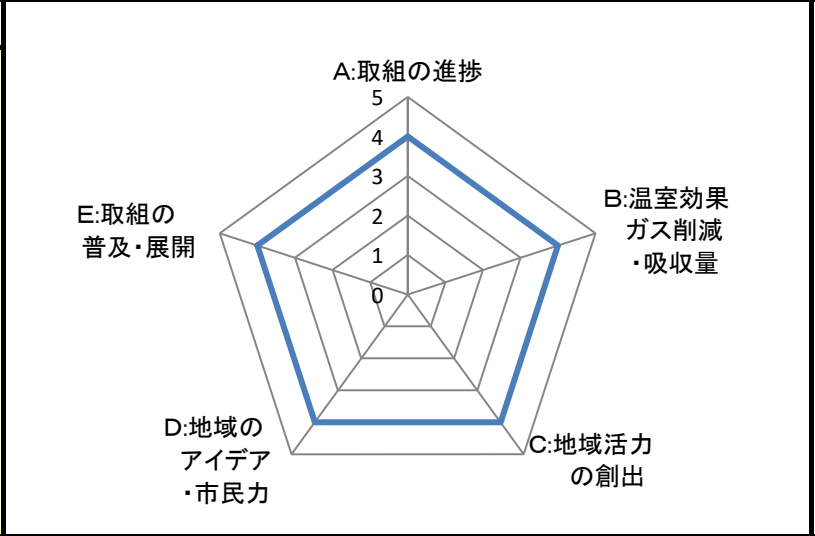 A:取組の進捗
5
4
3
2
1
0
B:温室効果
ガス削減
・吸収量
C:地域活力
の創出
D:地域の
アイデア
・市民力
E:取組の
普及・展開